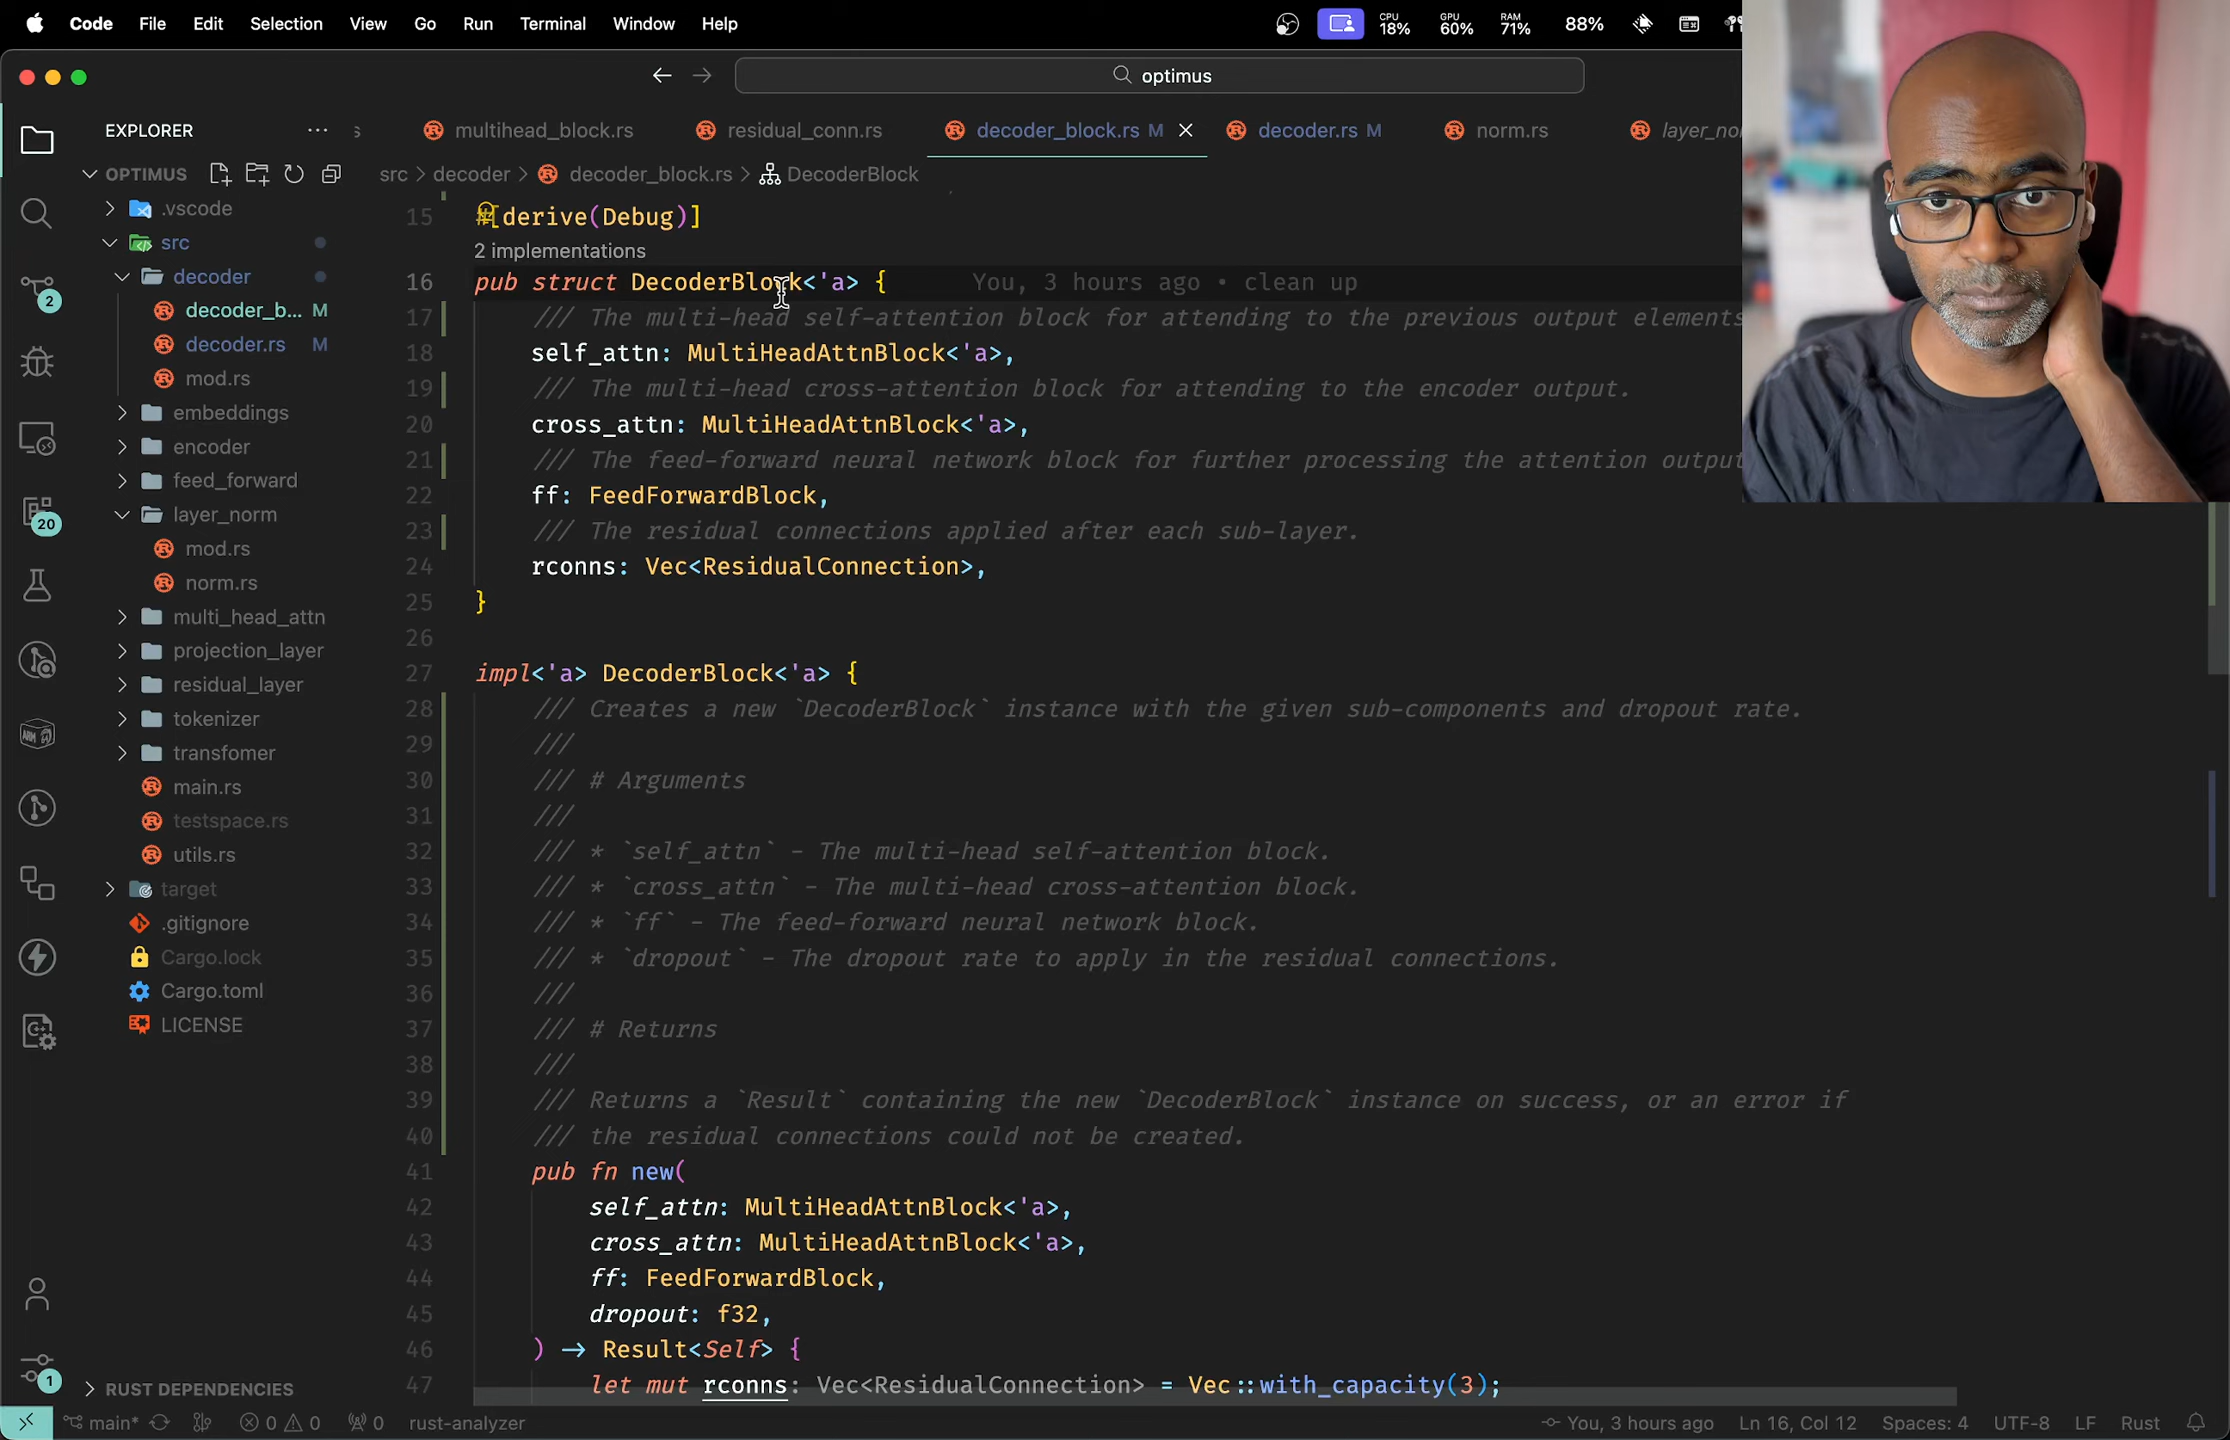 Code File Edit Selection View Go Run Terminal Window Help CPU 18% GPU 60% RAM 71% 88%
optimus
EXPLORER ···
s multihead_block.rs residual_conn.rs decoder_block.rs M decoder.rs M norm.rs
OPTIMUS
src > decoder > decoder_block.rs > DecoderBlock
.vscode
src
decoder
decoder_b... M
decoder.rs M
mod.rs
embeddings
encoder
feed_forward
layer_norm
mod.rs
norm.rs
multi_head_attn
projection_layer
residual_layer
tokenizer
transfomer
main.rs
testspace.rs
utils.rs
target
.gitignore
Cargo.lock
Cargo.toml
LICENSE
RUST DEPENDENCIES
2
20
1
15 #[derive(Debug)]
2 implementations
16 pub struct DecoderBlock<'a> { You, 3 hours ago • clean up
17 /// The multi-head self-attention block for attending to the previous output elements
18 self_attn: MultiHeadAttnBlock<'a>,
19 /// The multi-head cross-attention block for attending to the encoder output.
20 cross_attn: MultiHeadAttnBlock<'a>,
21 /// The feed-forward neural network block for further processing the attention output
22 ff: FeedForwardBlock,
23 /// The residual connections applied after each sub-layer.
24 rconns: Vec<ResidualConnection>,
25 }
26
27 impl<'a> DecoderBlock<'a> {
28 /// Creates a new `DecoderBlock` instance with the given sub-components and dropout rate.
29 ///
30 /// # Arguments
31 ///
32 /// * `self_attn` - The multi-head self-attention block.
33 /// * `cross_attn` - The multi-head cross-attention block.
34 /// * `ff` - The feed-forward neural network block.
35 /// * `dropout` - The dropout rate to apply in the residual connections.
36 ///
37 /// # Returns
38 ///
39 /// Returns a `Result` containing the new `DecoderBlock` instance on success, or an error if
40 /// the residual connections could not be created.
41 pub fn new(
42 self_attn: MultiHeadAttnBlock<'a>,
43 cross_attn: MultiHeadAttnBlock<'a>,
44 ff: FeedForwardBlock,
45 dropout: f32,
46 ) → Result<Self> {
47 let mut rconns: Vec<ResidualConnection> = Vec::with_capacity(3);
main* 0 0 0 rust-analyzer You, 3 hours ago Ln 16, Col 12 Spaces: 4 UTF-8 LF Rust